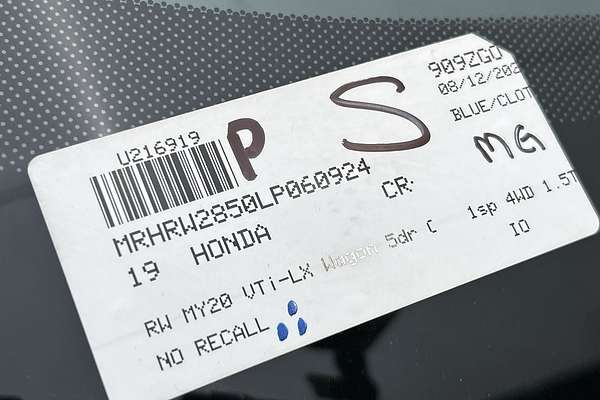 U216919 P S 909ZGO
08/12/202
BLUE/CLOT
MRHRW2850LP060924 MG
19 HONDA CR-
RW MY20 VTi-LX Wagon 5dr C 1sp 4WD 1.5T
NO RECALL IO